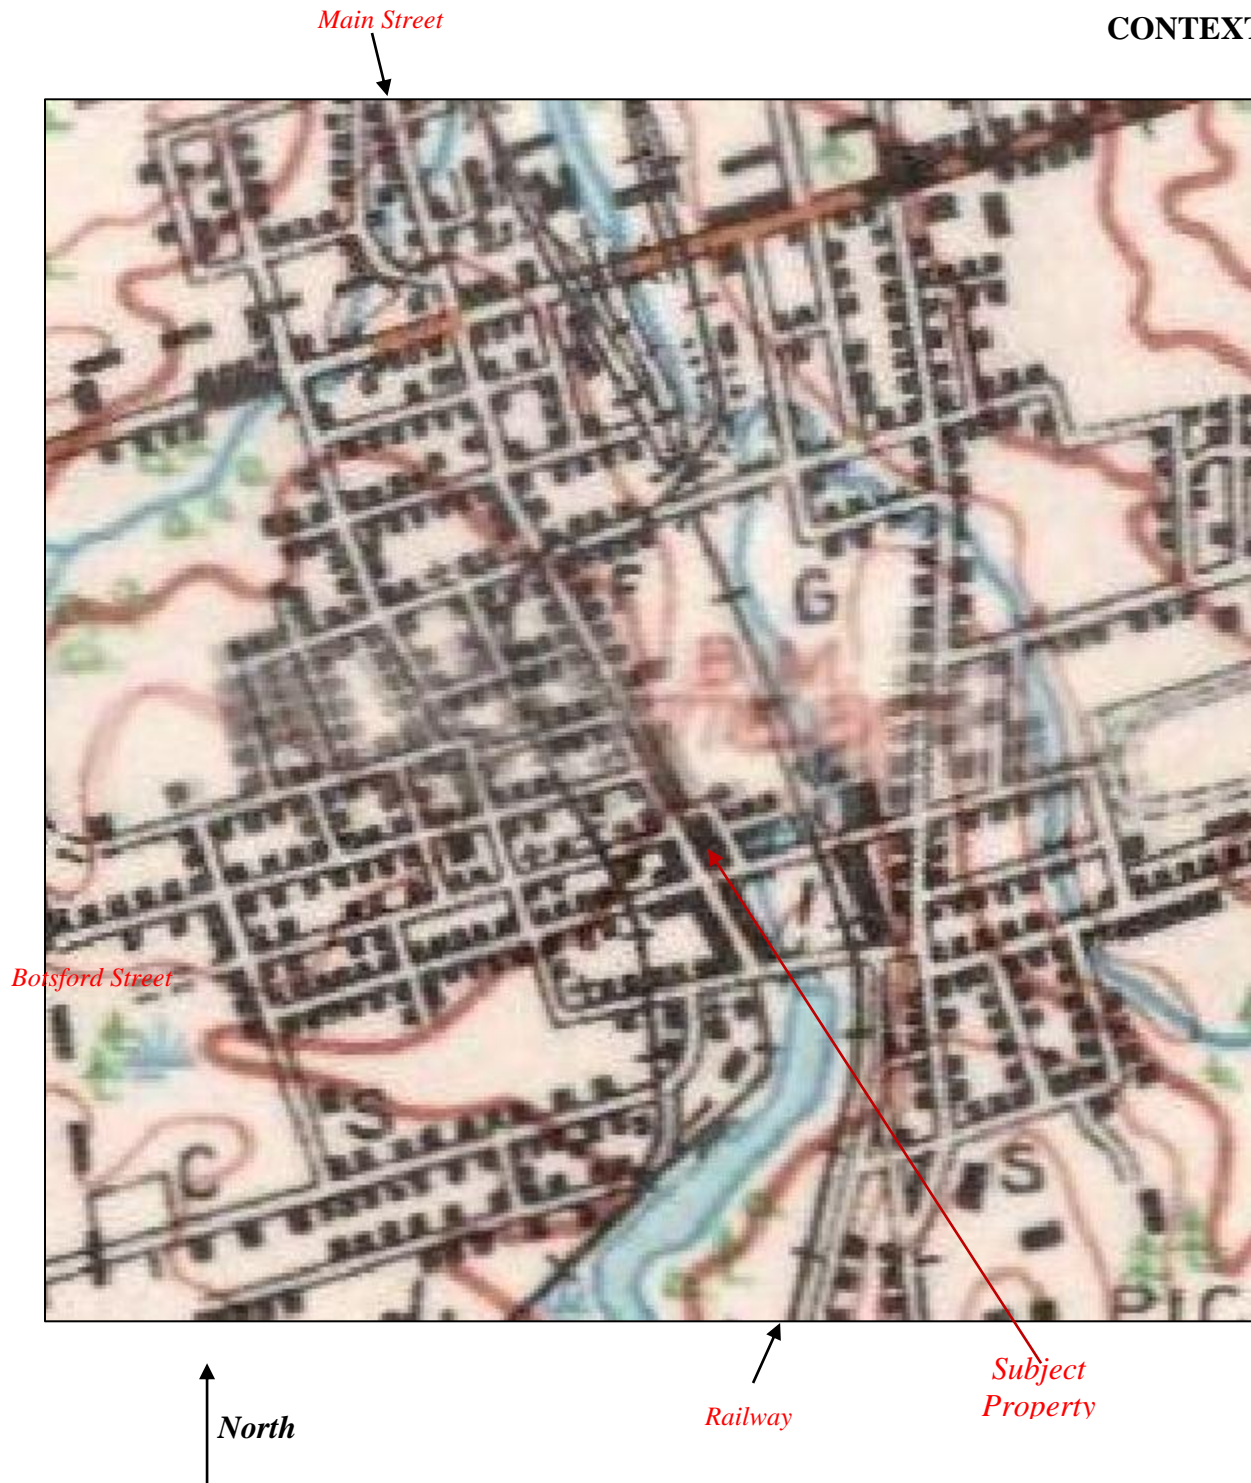 Main Street
CONTEXT
G
Botsford Street
S
C
S
PIC
Subject
Property
Railway
North